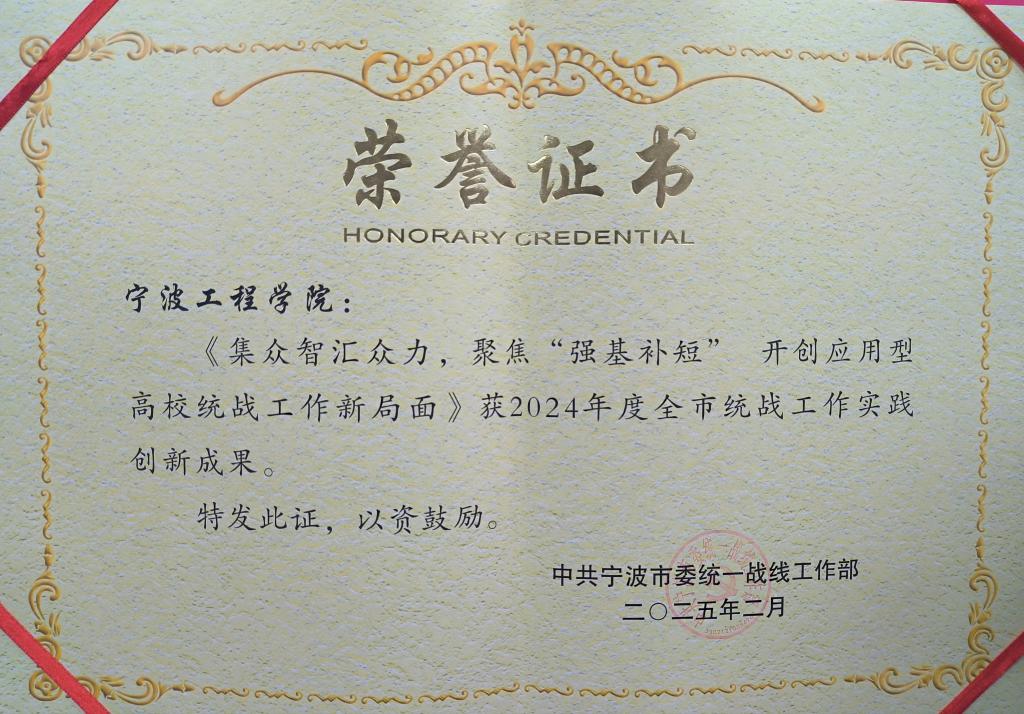 荣誉证书
HONORARY CREDENTIAL
宁波工程学院：
《集众智汇众力，聚焦“强基补短” 开创应用型
高校统战工作新局面》获2024年度全市统战工作实践
创新成果。
特发此证，以资鼓励。
中共宁波市委统一战线工作部
二〇二五年二月